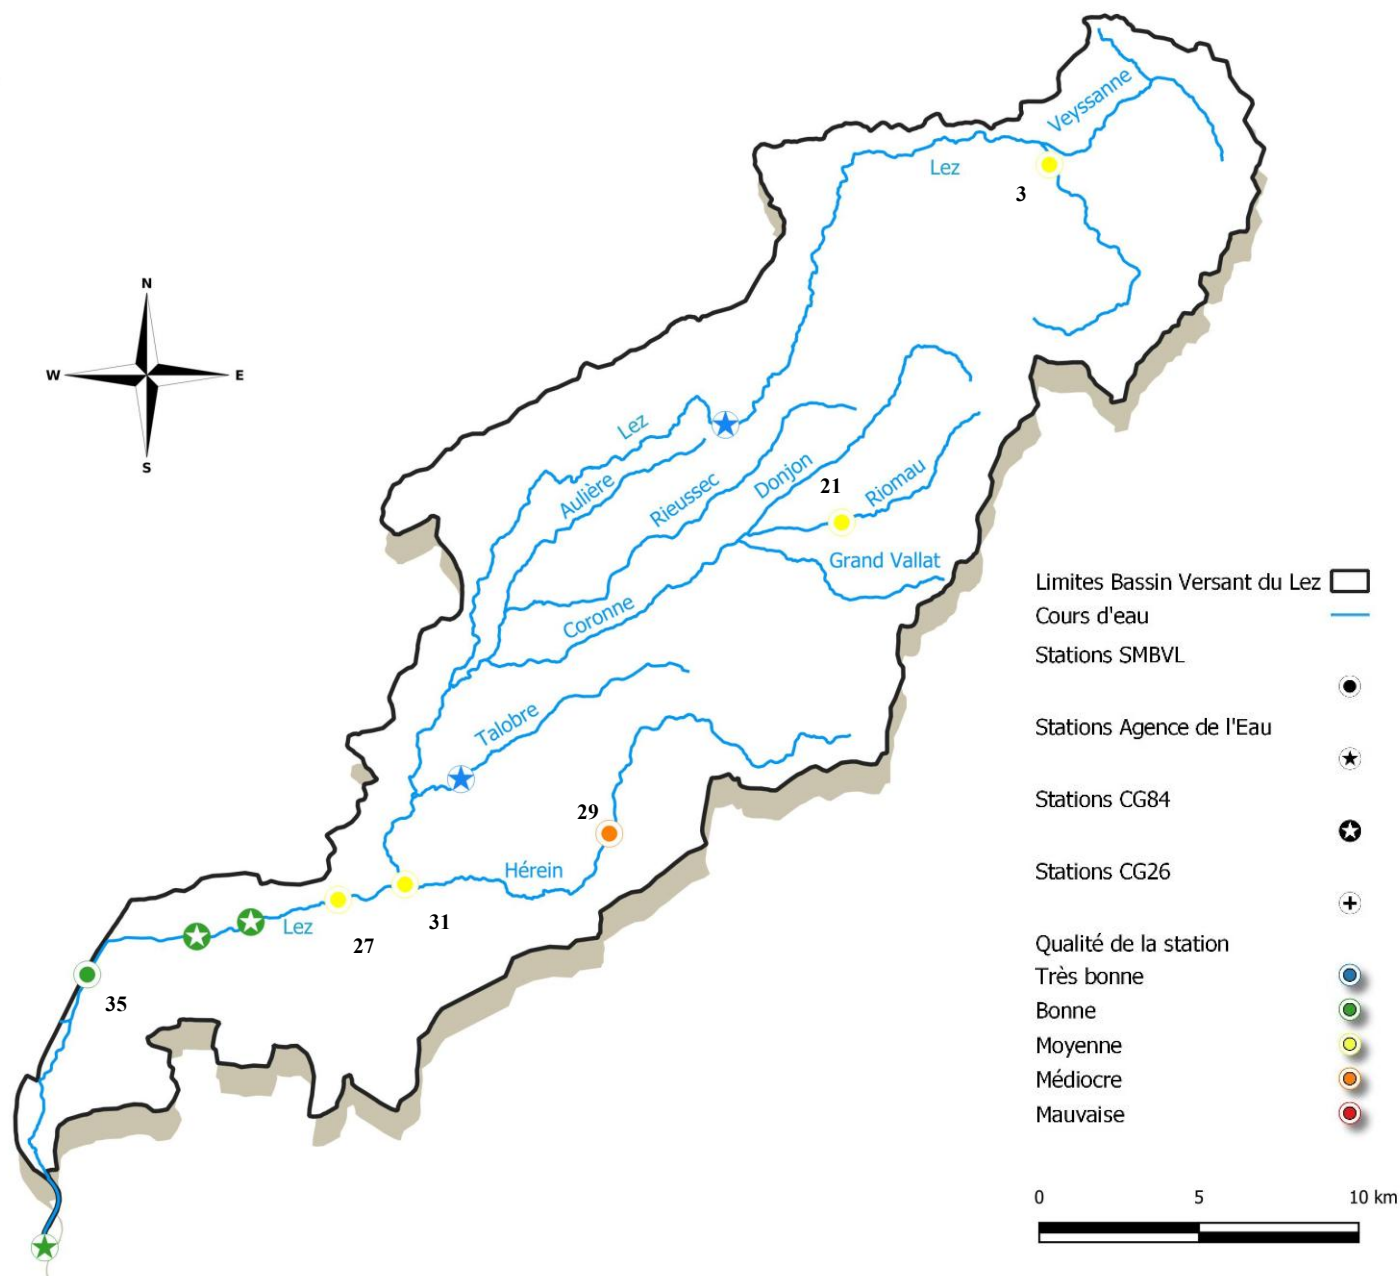 Veyssanne
Lez
3
N
W
E
S
Lez
Aulière
Rieussec
Donjon
21
Riomau
Grand Vallat
Coronne
Talobre
29
Hérein
31
Lez
27
35
Limites Bassin Versant du Lez
Cours d'eau
Stations SMBVL
Stations Agence de l'Eau
Stations CG84
Stations CG26
Qualité de la station
Très bonne
Bonne
Moyenne
Médiocre
Mauvaise
0 5 10 km